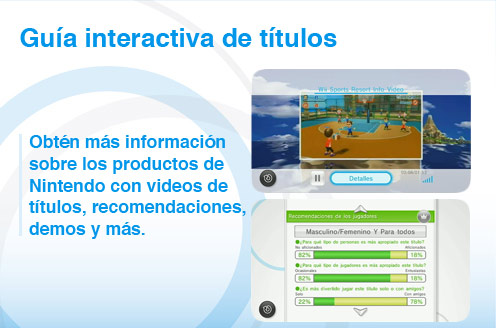 Guía interactiva de títulos
Obtén más información
sobre los productos de
Nintendo con videos de
títulos, recomendaciones,
demos y más.
Wii Sports Resort Info Video
Detalles
Recomendaciones de los jugadores
Masculino/Femenino Y Para todos
¿Para qué tipo de personas es más apropiado este título?
No aficionados Aficionados
82% 18%
¿Para qué tipo de jugadores es más apropiado este título?
Ocasionales Entusiastas
82% 18%
¿Es más divertido jugar este título solo o con amigos?
Solo Con amigos
22% 78%